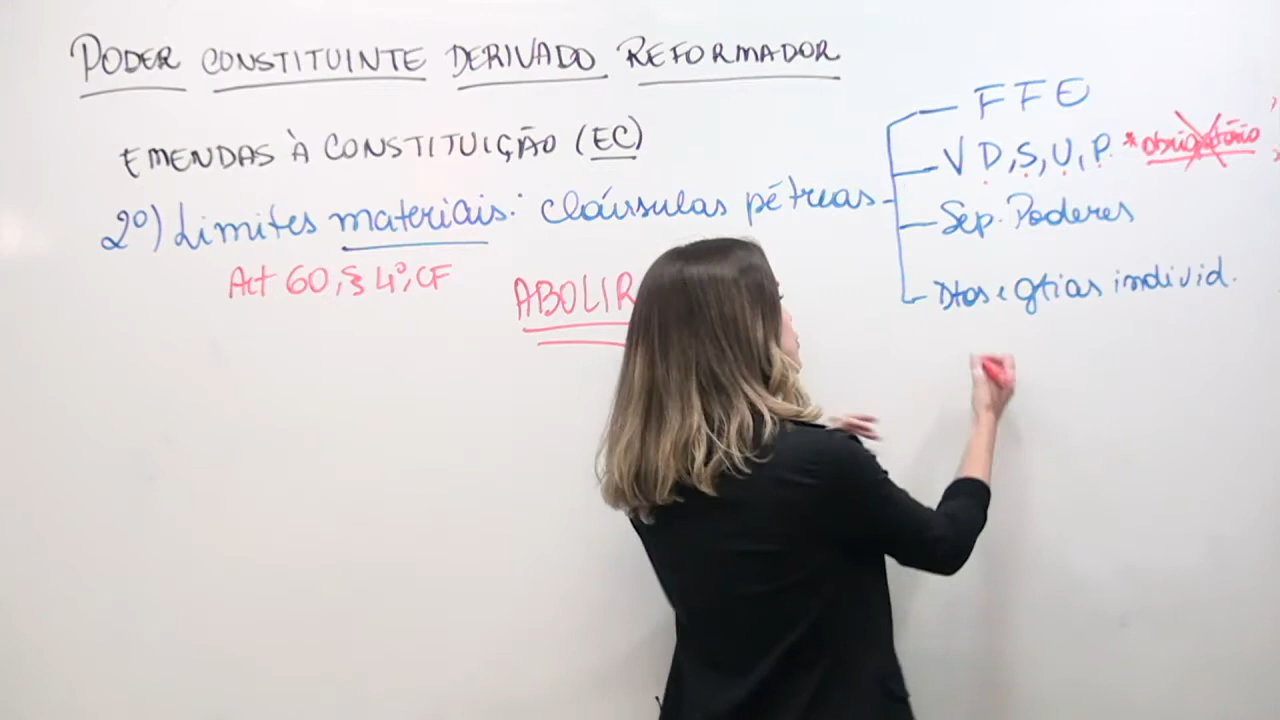 PODER CONSTITUINTE DERIVADO REFORMADOR
EMENDAS À CONSTITUIÇÃO (EC)
2º) Limites materiais: cláusulas pétreas
Art 60, § 4º, CF
ABOLIR
FFE
V D, S, U, P * obrigatório
Sep. Poderes
Dtos e gtias individ.